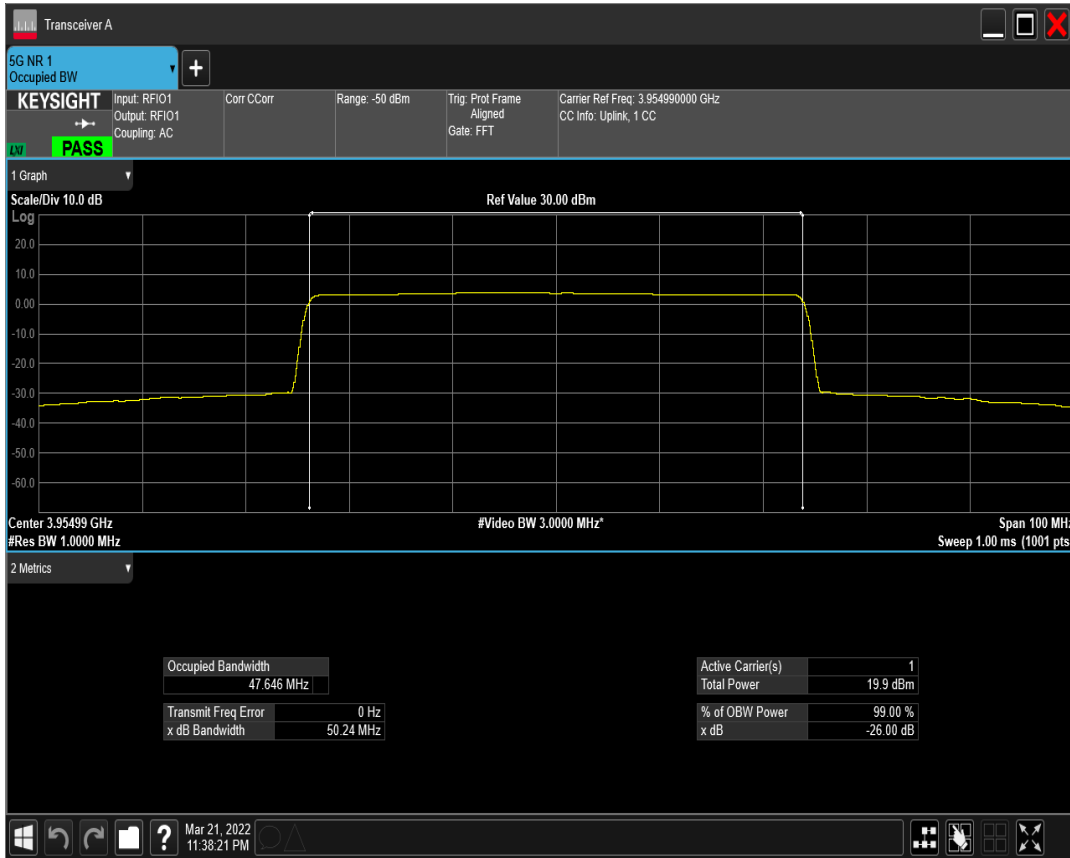 Transceiver A
5G NR 1
Occupied BW
KEYSIGHT
LXI
PASS
Input: RFIO1
Output: RFIO1
Coupling: AC
Corr CCorr
Range: -50 dBm
Trig: Prot Frame
Aligned
Gate: FFT
Carrier Ref Freq: 3.954990000 GHz
CC Info: Uplink, 1 CC
1 Graph
Scale/Div 10.0 dB
Ref Value 30.00 dBm
Log
20.0
10.0
0.00
-10.0
-20.0
-30.0
-40.0
-50.0
-60.0
Center 3.95499 GHz
#Video BW 3.0000 MHz*
Span 100 MHz
#Res BW 1.0000 MHz
Sweep 1.00 ms (1001 pts
2 Metrics
Occupied Bandwidth
47.646 MHz
Transmit Freq Error 0 Hz
x dB Bandwidth 50.24 MHz
Active Carrier(s) 1
Total Power 19.9 dBm
% of OBW Power 99.00 %
x dB -26.00 dB
Mar 21, 2022
11:38:21 PM